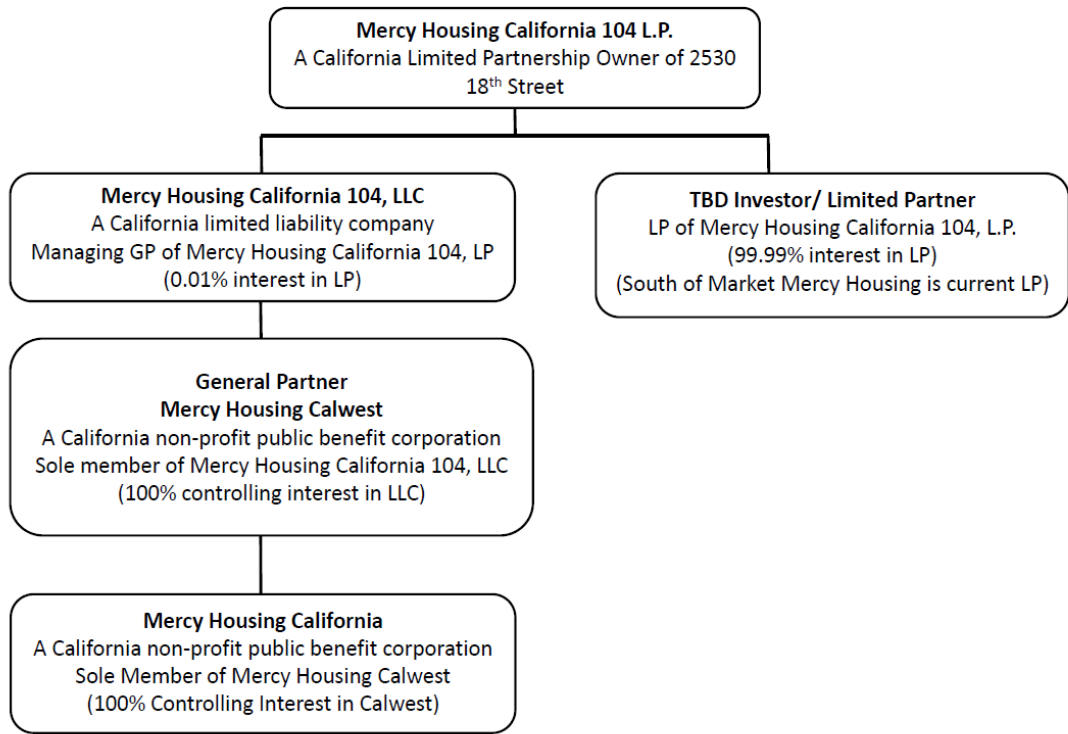 Mercy Housing California 104 L.P.
A California Limited Partnership Owner of 2530
18th Street
Mercy Housing California 104, LLC
A California limited liability company
Managing GP of Mercy Housing California 104, LP
(0.01% interest in LP)
TBD Investor/ Limited Partner
LP of Mercy Housing California 104, L.P.
(99.99% interest in LP)
(South of Market Mercy Housing is current LP)
General Partner
Mercy Housing Calwest
A California non-profit public benefit corporation
Sole member of Mercy Housing California 104, LLC
(100% controlling interest in LLC)
Mercy Housing California
A California non-profit public benefit corporation
Sole Member of Mercy Housing Calwest
(100% Controlling Interest in Calwest)